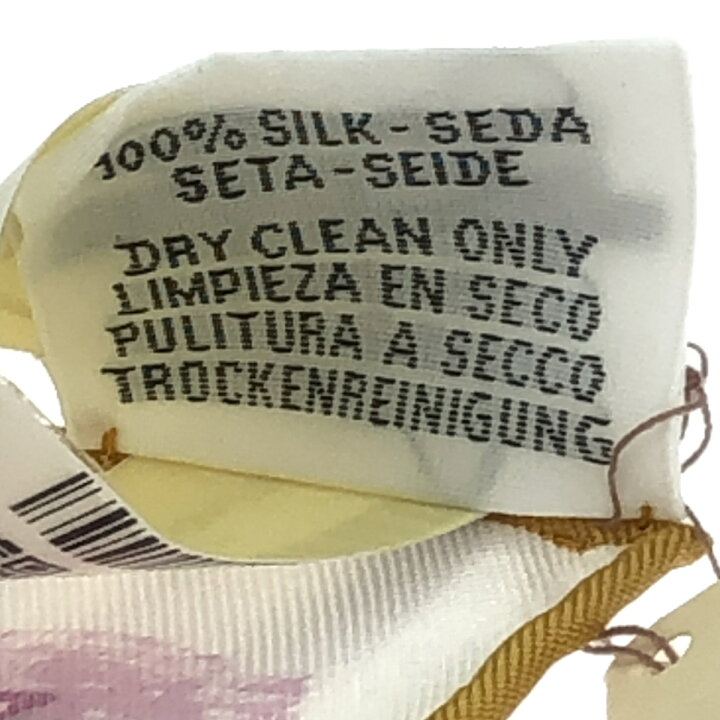 100% SILK - SEDA
SETA - SEIDE
DRY CLEAN ONLY
LIMPIEZA EN SECO
PULITURA A SECCO
TROCKENREINIGUNG